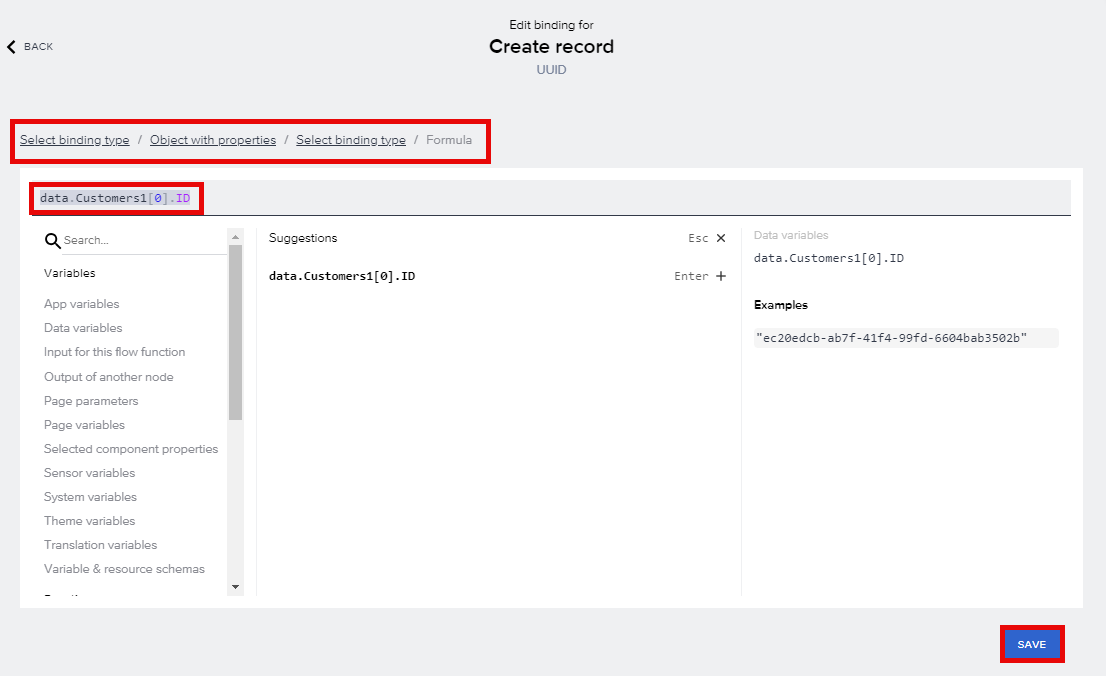 Edit binding for
BACK
Create record
UUID
Select binding type / Object with properties / Select binding type / Formula
data.Customers1[0].ID
Search...
Variables
App variables
Data variables
Input for this flow function
Output of another node
Page parameters
Page variables
Selected component properties
Sensor variables
System variables
Theme variables
Translation variables
Variable & resource schemas
Suggestions
Esc
data.Customers1[0].ID
Enter +
Data variables
data.Customers1[0].ID
Examples
"ec20edcb-ab7f-41f4-99fd-6604bab3502b"
SAVE